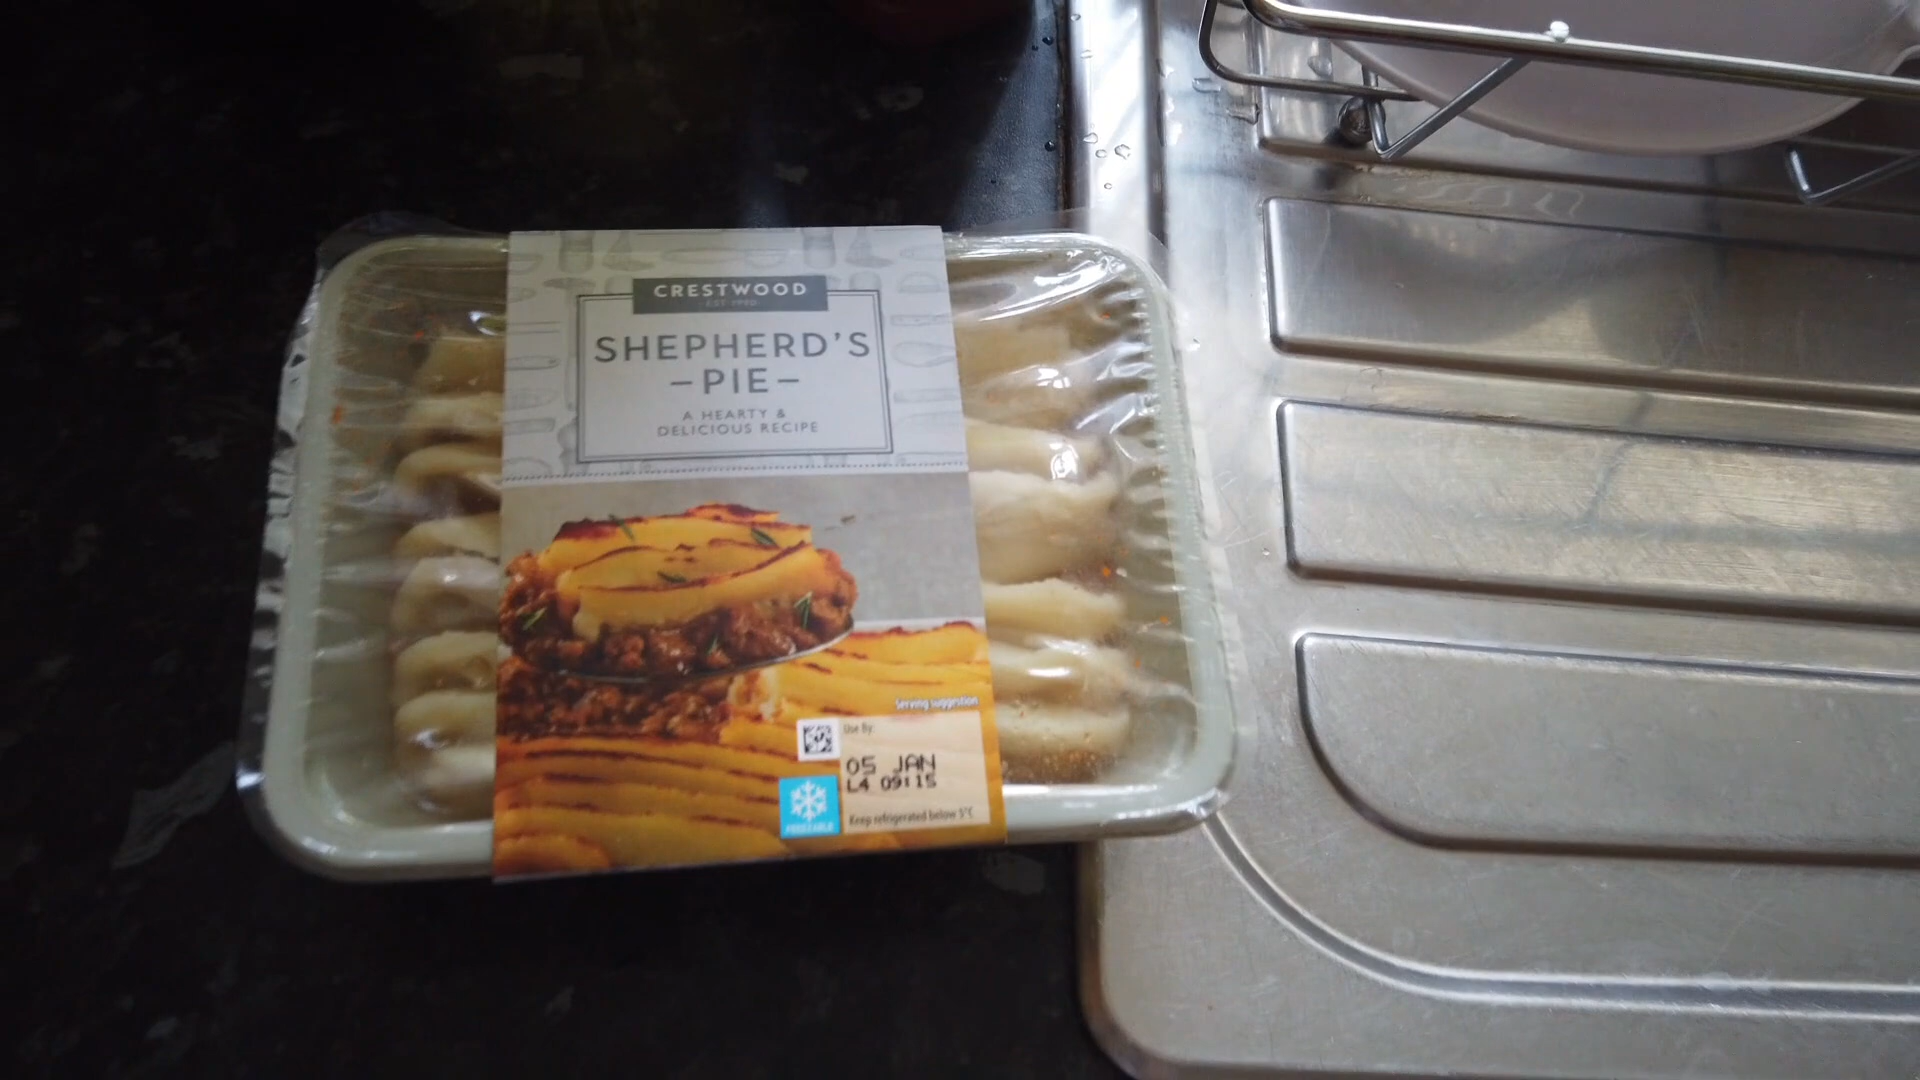 CRESTWOOD
EST 1990
SHEPHERD'S
–PIE–
A HEARTY &
DELICIOUS RECIPE
Serving suggestion
Use By:
05 JAN
L4 09:15
FREEZABLE
Keep refrigerated below 5°C